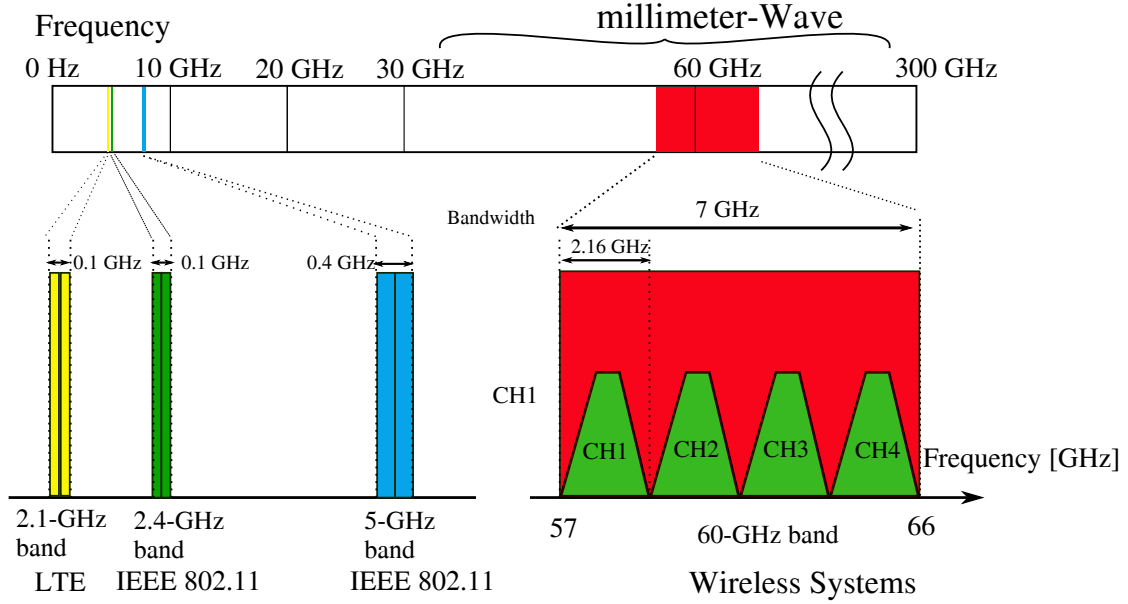 millimeter-Wave
Frequency
0 Hz 10 GHz 20 GHz 30 GHz 60 GHz 300 GHz
Bandwidth
7 GHz
2.16 GHz
0.1 GHz 0.1 GHz 0.4 GHz
CH1
CH1 CH2 CH3 CH4
Frequency [GHz]
57 60-GHz band 66
2.1-GHz band
2.4-GHz band
5-GHz band
LTE IEEE 802.11 IEEE 802.11 Wireless Systems